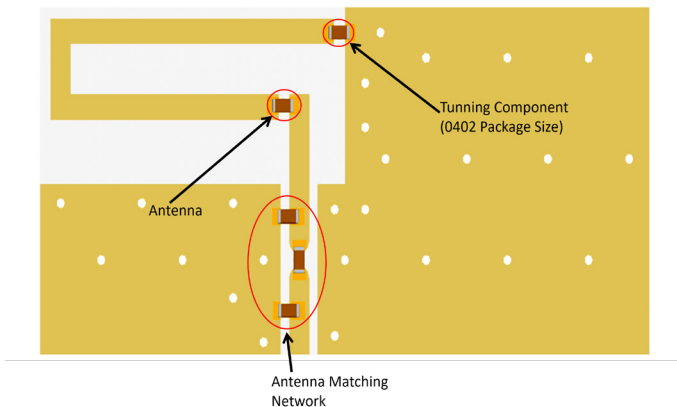 Tunning Component
(0402 Package Size)
Antenna
Antenna Matching
Network